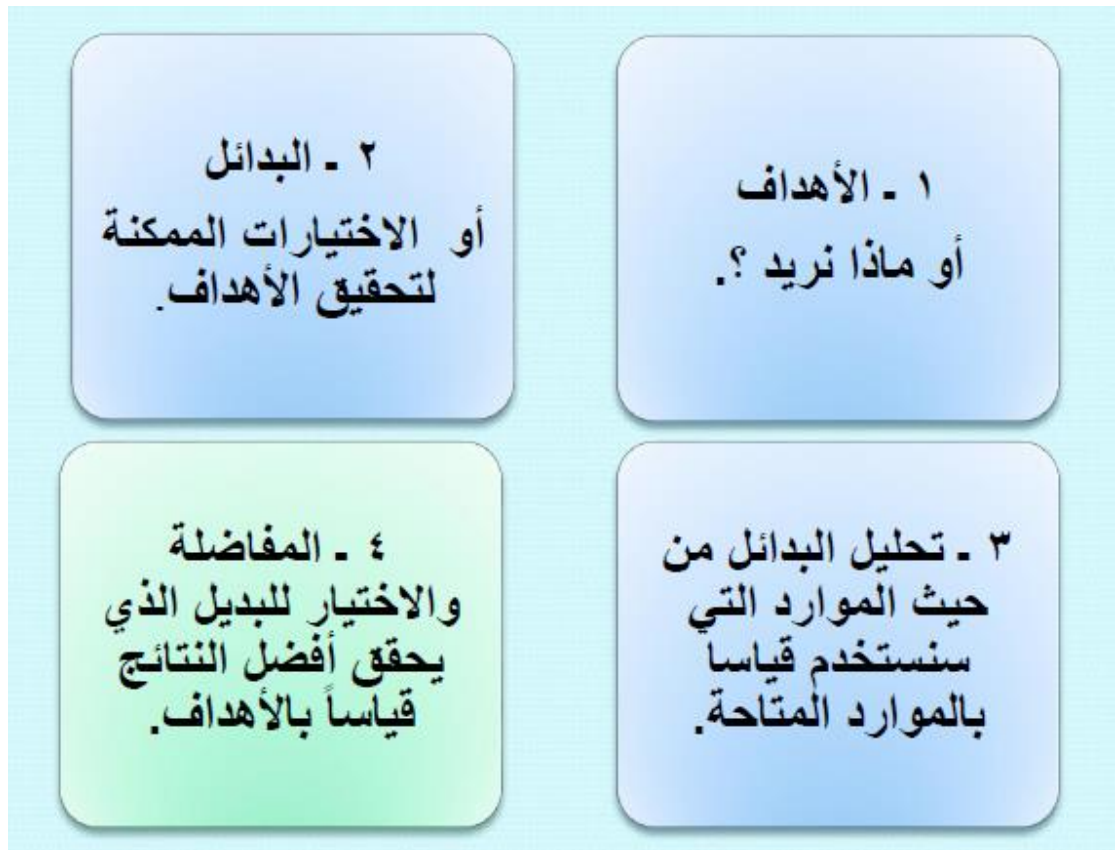 ١ ـ الأهداف
أو ماذا نريد ؟.
٢ ـ البدائل
أو الاختيارات الممكنة
لتحقيق الأهداف.
٣ ـ تحليل البدائل من
حيث الموارد التي
سنستخدم قياسا
بالموارد المتاحة.
٤ ـ المفاضلة
والاختيار للبديل الذي
يحقق أفضل النتائج
قياساً بالأهداف.